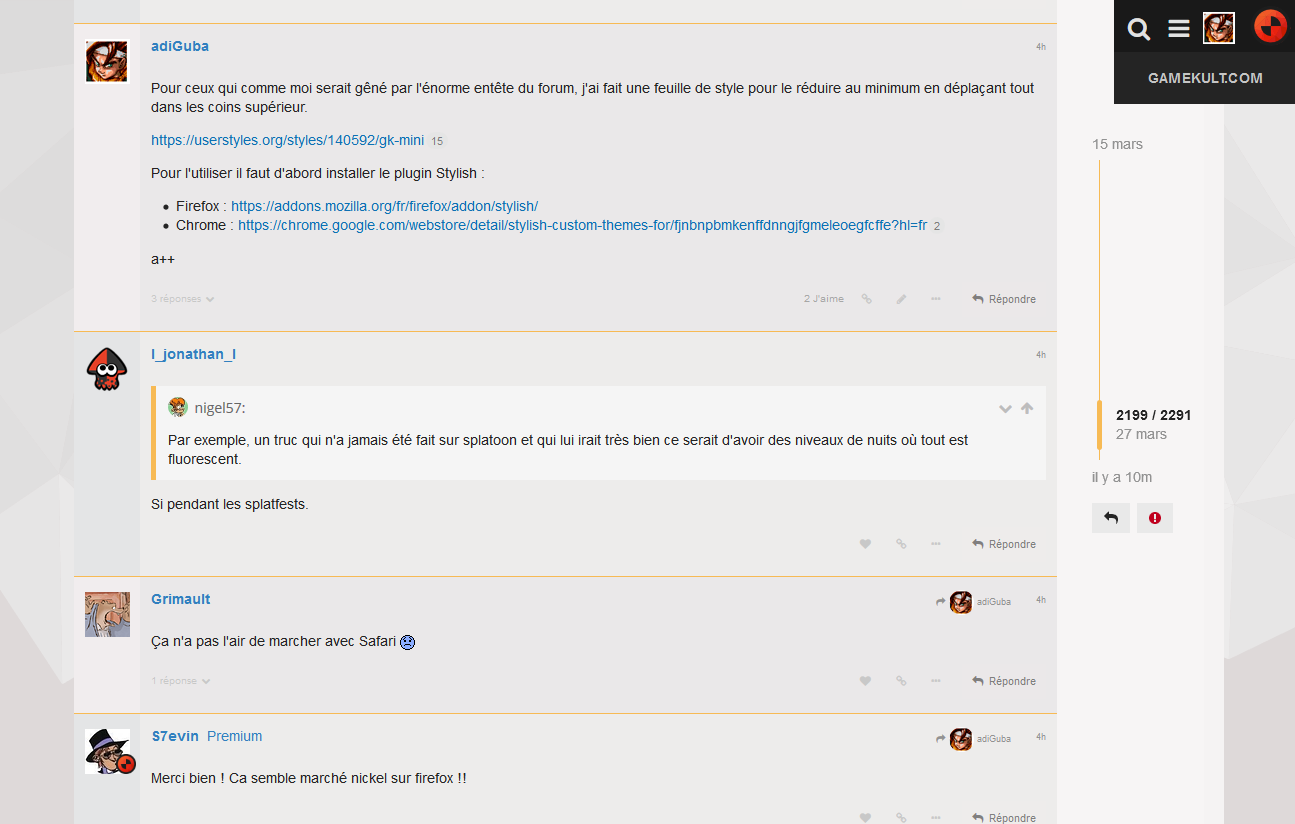 GAMEKULT.COM
adiGuba 4h
Pour ceux qui comme moi serait gêné par l'énorme entête du forum, j'ai fait une feuille de style pour le réduire au minimum en déplaçant tout
dans les coins supérieur.
https://userstyles.org/styles/140592/gk-mini 15
Pour l'utiliser il faut d'abord installer le plugin Stylish :
Firefox : https://addons.mozilla.org/fr/firefox/addon/stylish/
Chrome : https://chrome.google.com/webstore/detail/stylish-custom-themes-for/fjnbnpbmkenffdnngjfgmeleoegfcffe?hl=fr 2
a++
3 réponses 2 J'aime Répondre
l_jonathan_l 4h
nigel57:
Par exemple, un truc qui n'a jamais été fait sur splatoon et qui lui irait très bien ce serait d'avoir des niveaux de nuits où tout est
fluorescent.
Si pendant les splatfests.
Répondre
Grimault adiGuba 4h
Ça n'a pas l'air de marcher avec Safari
1 réponse Répondre
S7evin Premium adiGuba 4h
Merci bien ! Ca semble marché nickel sur firefox !!
Répondre
15 mars
2199 / 2291
27 mars
il y a 10m